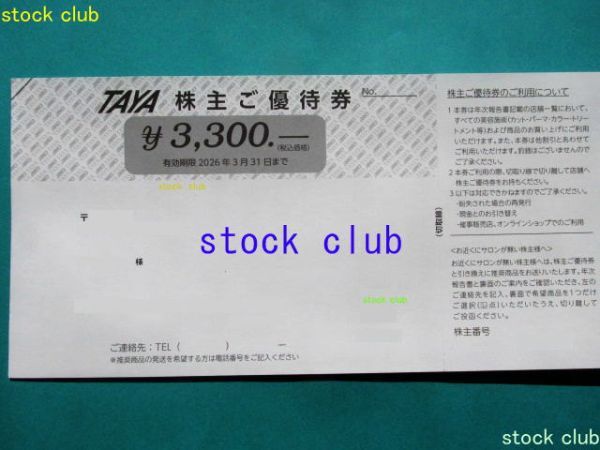 stock club
TAYA 株主ご優待券
No.
¥3,300.―
(税込価格)
有効期限 2026年3月31日まで
stock club
〒
stock club
様
stock club
ご連絡先：TEL（　　　）　　　―
※推奨商品の発送を希望する方は電話番号をご記入ください
株主ご優待券のご利用について
1 本券は年次報告書記載の店舗一覧において、
すべての美容施術(カット・パーマ・カラー・トリー
トメント等)および商品のお買い上げにご利用
いただけます。また、本券は他割引とあわせて
ご利用いただけます。釣銭はございませんので
ご了承ください。
2 本券ご利用の際、切取り線で切り離して店舗へ
株主ご優待券をお持ちください。
3 以下は対応できかねますのでご了承ください。
・紛失された場合の再発行
・現金とのお引き替え
・催事販売店、オンラインショップでのご利用
<お近くにサロンが無い株主様へ>
お近くにサロンが無い株主様へは、株主ご優待券
と引き換えに推奨商品をお送りいたします。年次
報告書と裏面のご案内をご確認いただき、左の
ご連絡先を記入、裏面で希望商品を1つだけ
ご選択(☑点)いただいたうえ、切り離して
ご投函ください。
株主番号
stock club